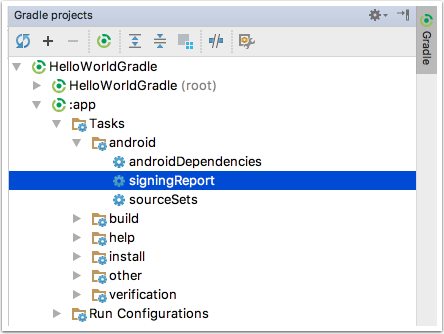 Gradle projects
Gradle
HelloWorldGradle
HelloWorldGradle (root)
:app
Tasks
android
androidDependencies
signingReport
sourceSets
build
help
install
other
verification
Run Configurations